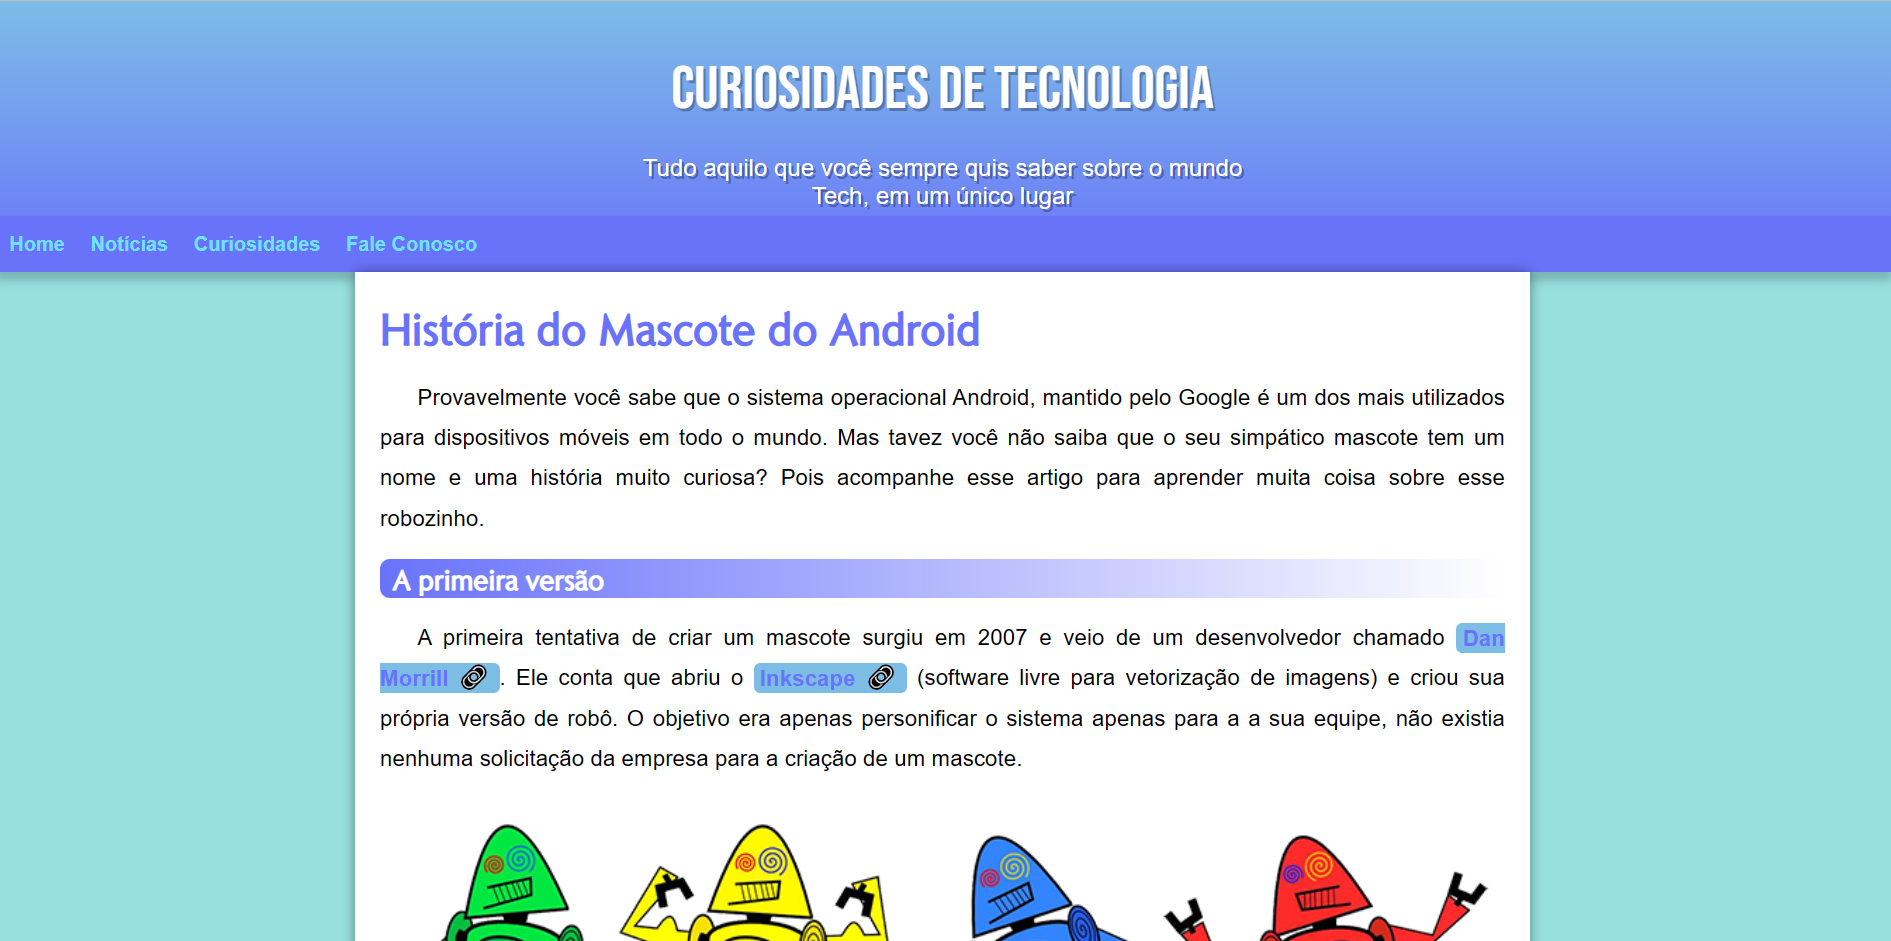 CURIOSIDADES DE TECNOLOGIA
Tudo aquilo que você sempre quis saber sobre o mundo
Tech, em um único lugar
Home Notícias Curiosidades Fale Conosco
História do Mascote do Android
Provavelmente você sabe que o sistema operacional Android, mantido pelo Google é um dos mais utilizados
para dispositivos móveis em todo o mundo. Mas tavez você não saiba que o seu simpático mascote tem um
nome e uma história muito curiosa? Pois acompanhe esse artigo para aprender muita coisa sobre esse
robozinho.
A primeira versão
A primeira tentativa de criar um mascote surgiu em 2007 e veio de um desenvolvedor chamado Dan
Morrill. Ele conta que abriu o Inkscape (software livre para vetorização de imagens) e criou sua
própria versão de robô. O objetivo era apenas personificar o sistema apenas para a a sua equipe, não existia
nenhuma solicitação da empresa para a criação de um mascote.